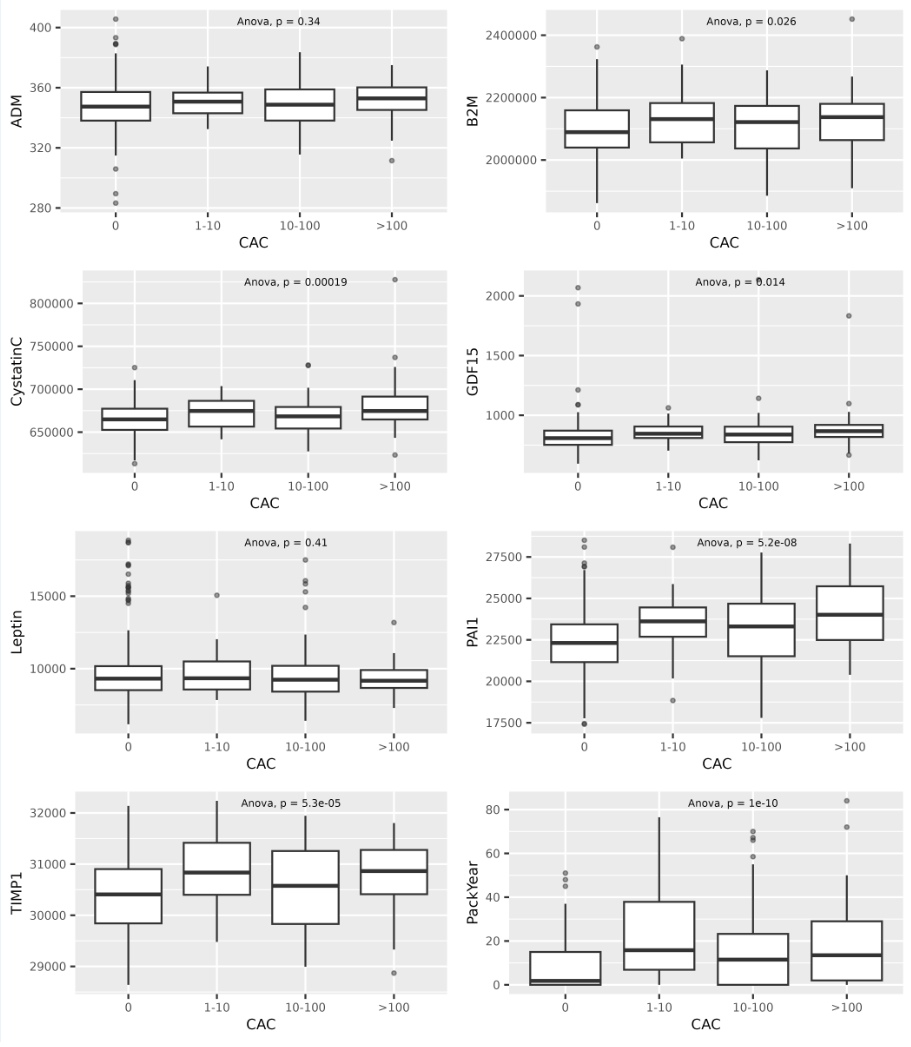 Anova, p = 0.34
400
360
320
280
ADM
0 1-10 10-100 >100
CAC
Anova, p = 0.026
2400000
2200000
2000000
B2M
0 1-10 10-100 >100
CAC
Anova, p = 0.00019
800000
750000
700000
650000
CystatinC
0 1-10 10-100 >100
CAC
Anova, p = 0.014
2000
1500
1000
GDF15
0 1-10 10-100 >100
CAC
Anova, p = 0.41
15000
10000
Leptin
0 1-10 10-100 >100
CAC
Anova, p = 5.2e-08
27500
25000
22500
20000
17500
PAI1
0 1-10 10-100 >100
CAC
Anova, p = 5.3e-05
32000
31000
30000
29000
TIMP1
0 1-10 10-100 >100
CAC
Anova, p = 1e-10
80
60
40
20
0
PackYear
0 1-10 10-100 >100
CAC